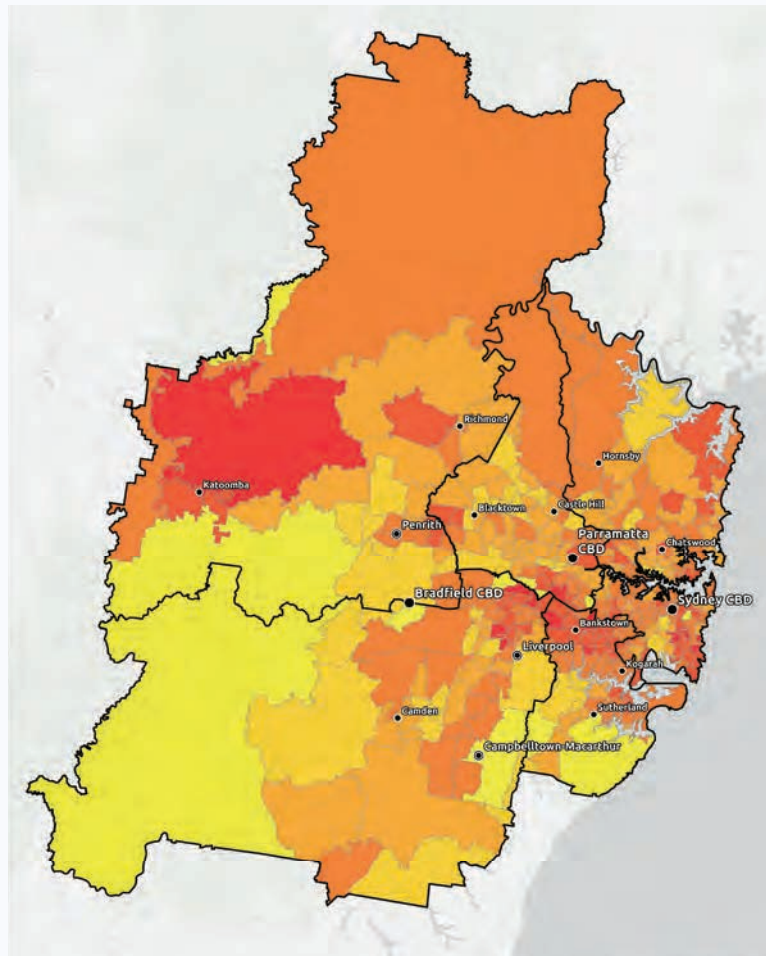 Richmond
Hornsby
Katoomba
Blacktown
Castle Hill
Penrith
Parramatta
CBD
Chatswood
Bradfield CBD
Sydney CBD
Bankstown
Liverpool
Kogarah
Camden
Sutherland
Campbelltown-Macarthur